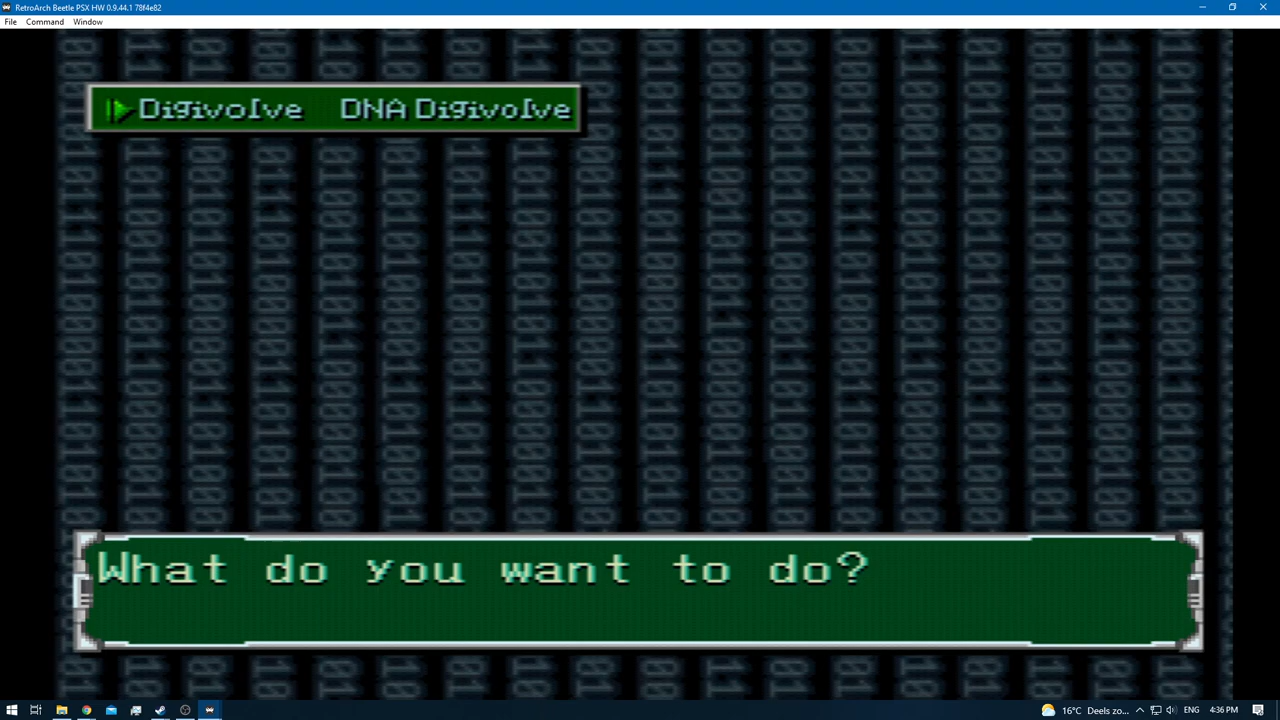 RetroArch Beetle PSX HW 0.9.44.1 78f4e82
File Command Window
Digivolve DNA Digivolve
What do you want to do?
16°C Deels zo... ENG 4:36 PM